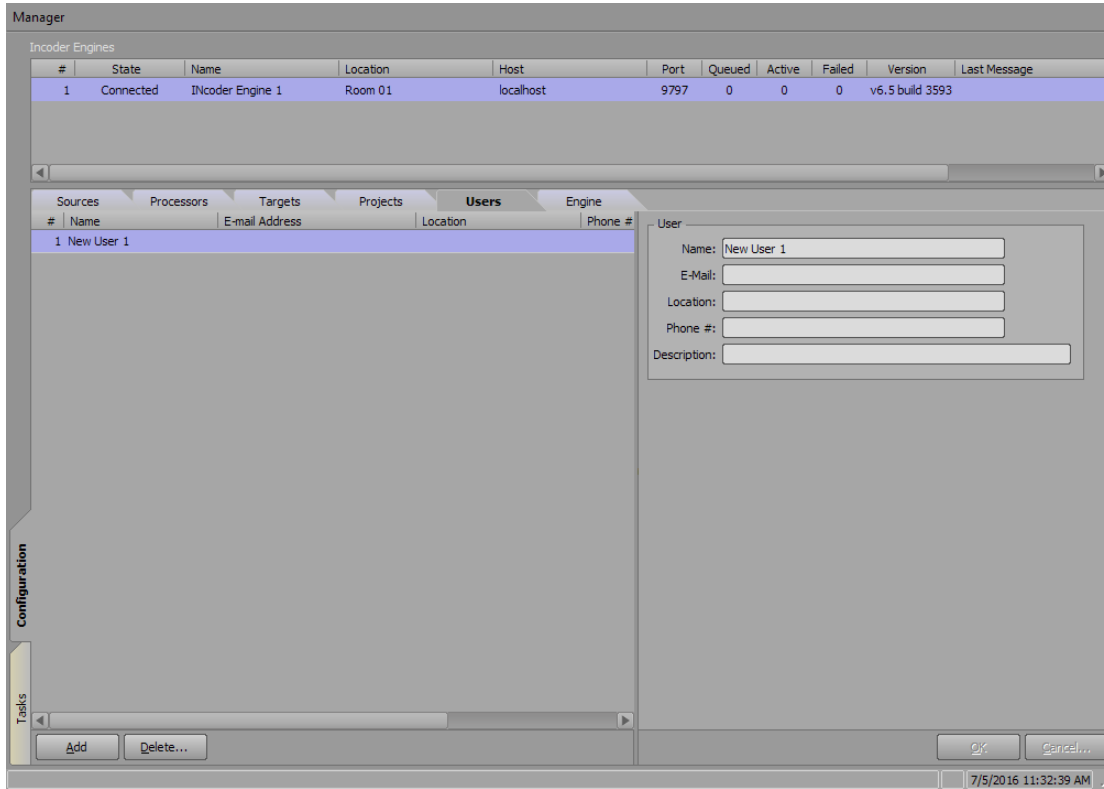 Manager
Incoder Engines
# State Name Location Host Port Queued Active Failed Version Last Message
1 Connected INcoder Engine 1 Room 01 localhost 9797 0 0 0 v6.5 build 3593
Sources Processors Targets Projects Users Engine
# Name E-mail Address Location Phone #
1 New User 1
User
Name: New User 1
E-Mail:
Location:
Phone #:
Description:
Configuration
Tasks
Add Delete... OK Cancel...
7/5/2016 11:32:39 AM